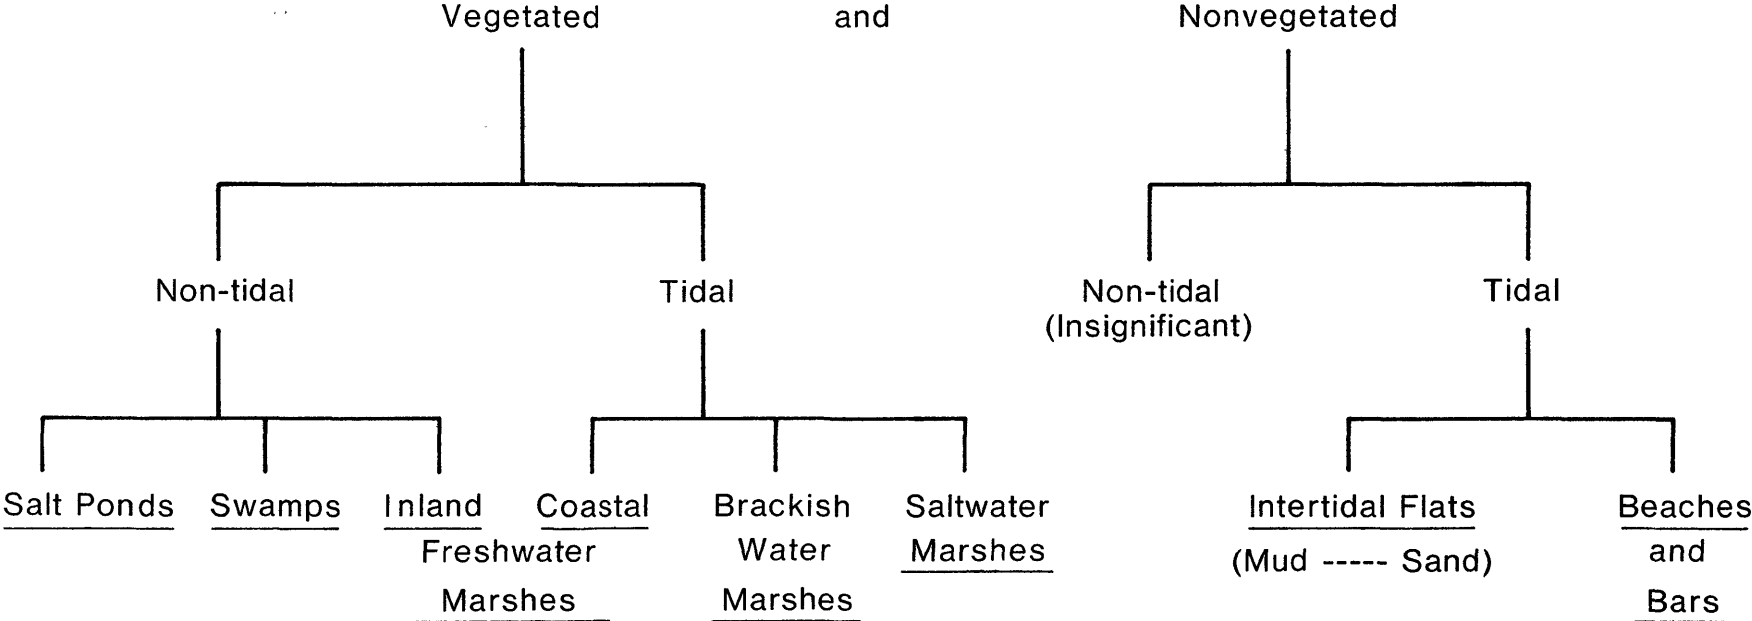 Vegetated and Nonvegetated
Non-tidal Tidal Non-tidal Tidal
(Insignificant)
Salt Ponds Swamps Inland Coastal Brackish Saltwater Intertidal Flats Beaches
Freshwater Water Marshes (Mud ----- Sand) and
Marshes Marshes Bars